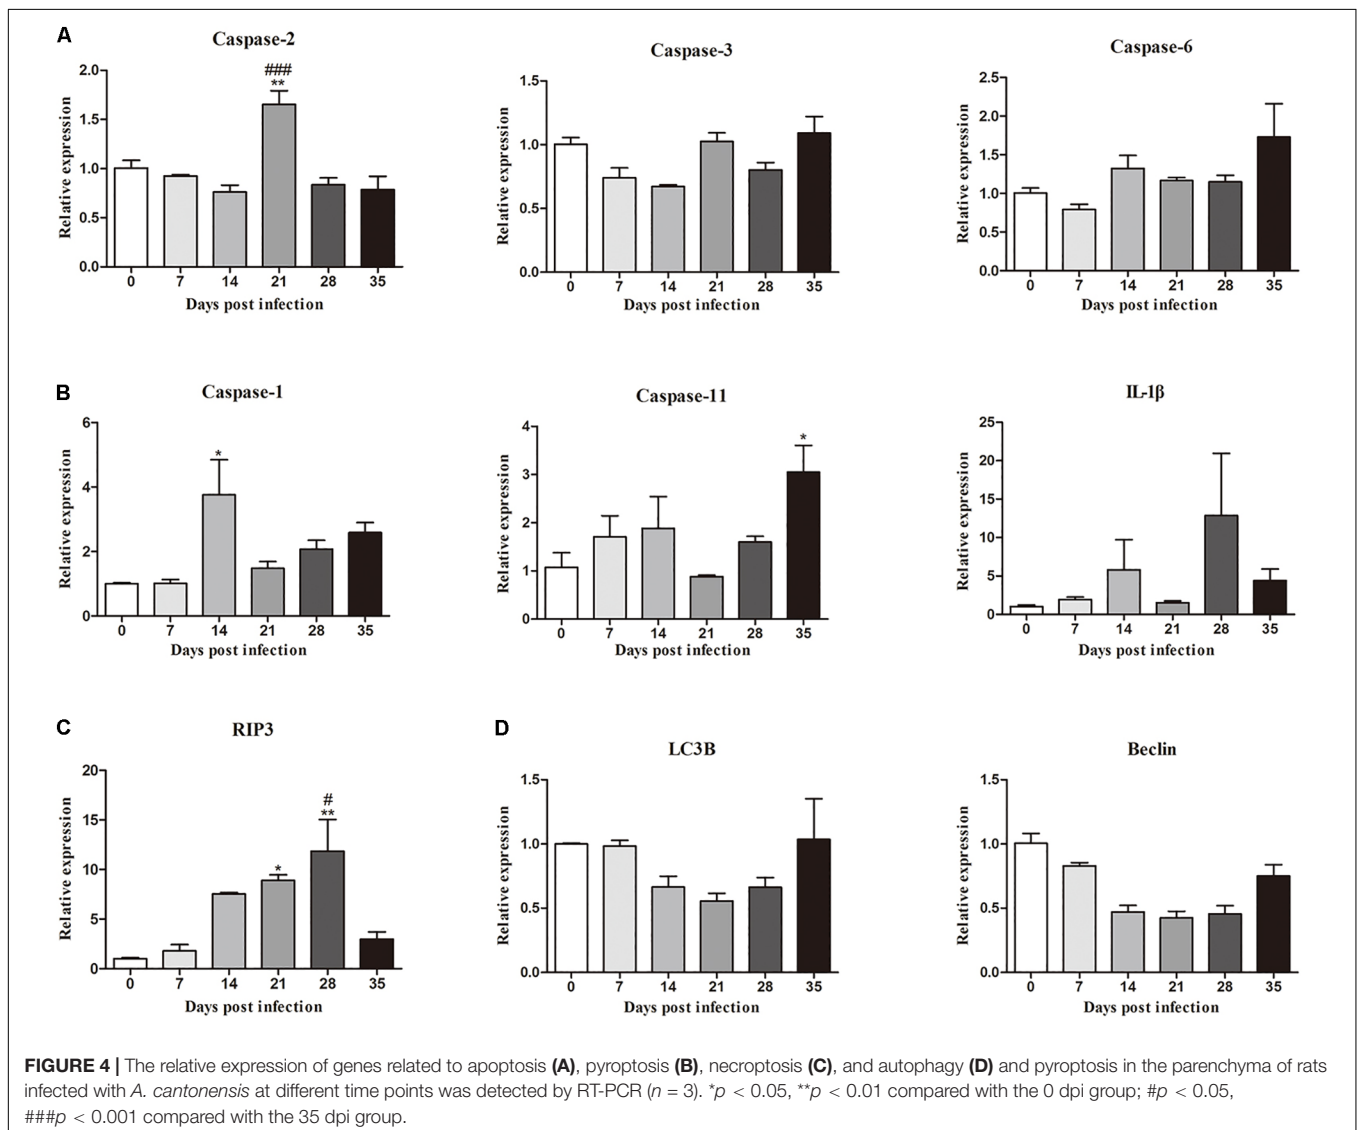 A
Caspase-2
###
**
2.0
1.5
1.0
0.5
0.0
Relative expression
0 7 14 21 28 35
Days post infection
Caspase-3
1.5
1.0
0.5
0.0
Relative expression
0 7 14 21 28 35
Days post infection
Caspase-6
2.5
2.0
1.5
1.0
0.5
0.0
Relative expression
0 7 14 21 28 35
Days post infection
B
Caspase-1
*
6
4
2
0
Relative expression
0 7 14 21 28 35
Days post infection
Caspase-11
*
4
3
2
1
0
Relative expression
0 7 14 21 28 35
Days post infection
IL-1β
25
20
15
10
5
0
Relative expression
0 7 14 21 28 35
Days post infection
C
RIP3
#
**
*
20
15
10
5
0
Relative expression
0 7 14 21 28 35
Days post infection
D
LC3B
1.5
1.0
0.5
0.0
Relative expression
0 7 14 21 28 35
Days post infection
Beclin
1.5
1.0
0.5
0.0
Relative expression
0 7 14 21 28 35
Days post infection
FIGURE 4 | The relative expression of genes related to apoptosis (A), pyroptosis (B), necroptosis (C), and autophagy (D) and pyroptosis in the parenchyma of rats
infected with A. cantonensis at different time points was detected by RT-PCR (n = 3). *p < 0.05, **p < 0.01 compared with the 0 dpi group; #p < 0.05,
###p < 0.001 compared with the 35 dpi group.